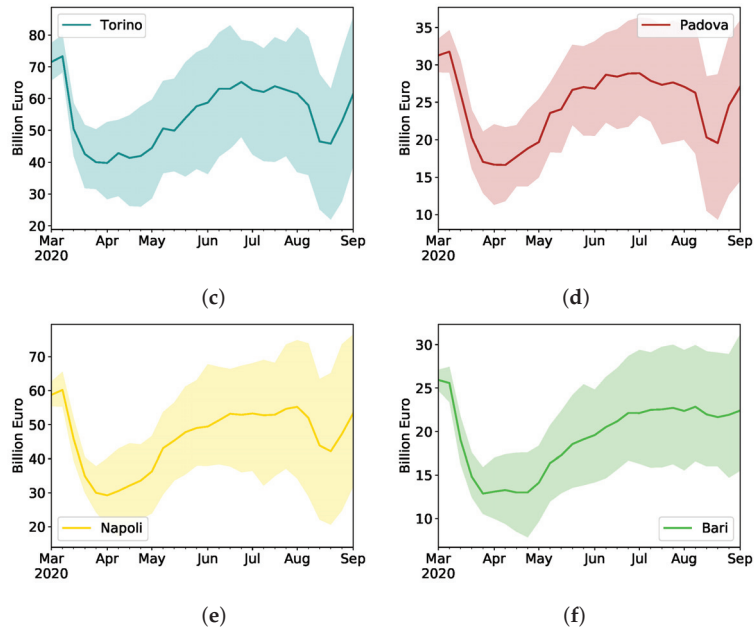 Torino
Billion Euro
80
70
60
50
40
30
20
Mar Apr May Jun Jul Aug Sep
2020
(c)
Padova
Billion Euro
35
30
25
20
15
10
Mar Apr May Jun Jul Aug Sep
2020
(d)
Billion Euro
70
60
50
40
30
20
Napoli
Mar Apr May Jun Jul Aug Sep
2020
(e)
Billion Euro
30
25
20
15
10
Bari
Mar Apr May Jun Jul Aug Sep
2020
(f)